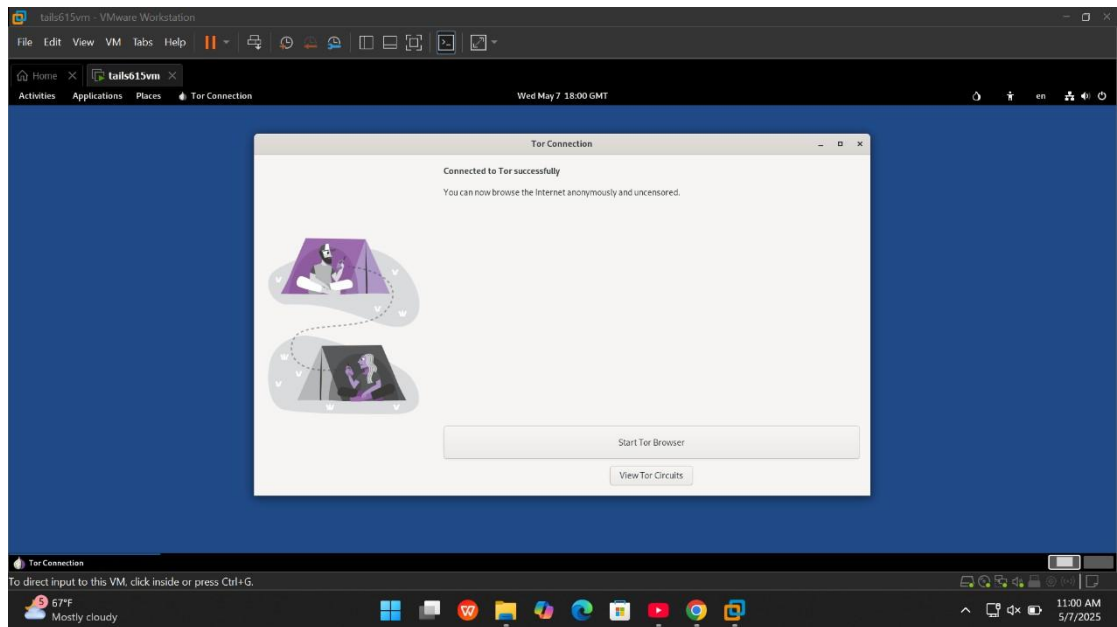 tails615vm - VMware Workstation
File Edit View VM Tabs Help
Home tails615vm
Activities Applications Places Tor Connection Wed May 7 18:00 GMT en
Tor Connection
Connected to Tor successfully
You can now browse the Internet anonymously and uncensored.
Start Tor Browser
View Tor Circuits
Tor Connection
To direct input to this VM, click inside or press Ctrl+G.
5 67°F
Mostly cloudy
11:00 AM
5/7/2025